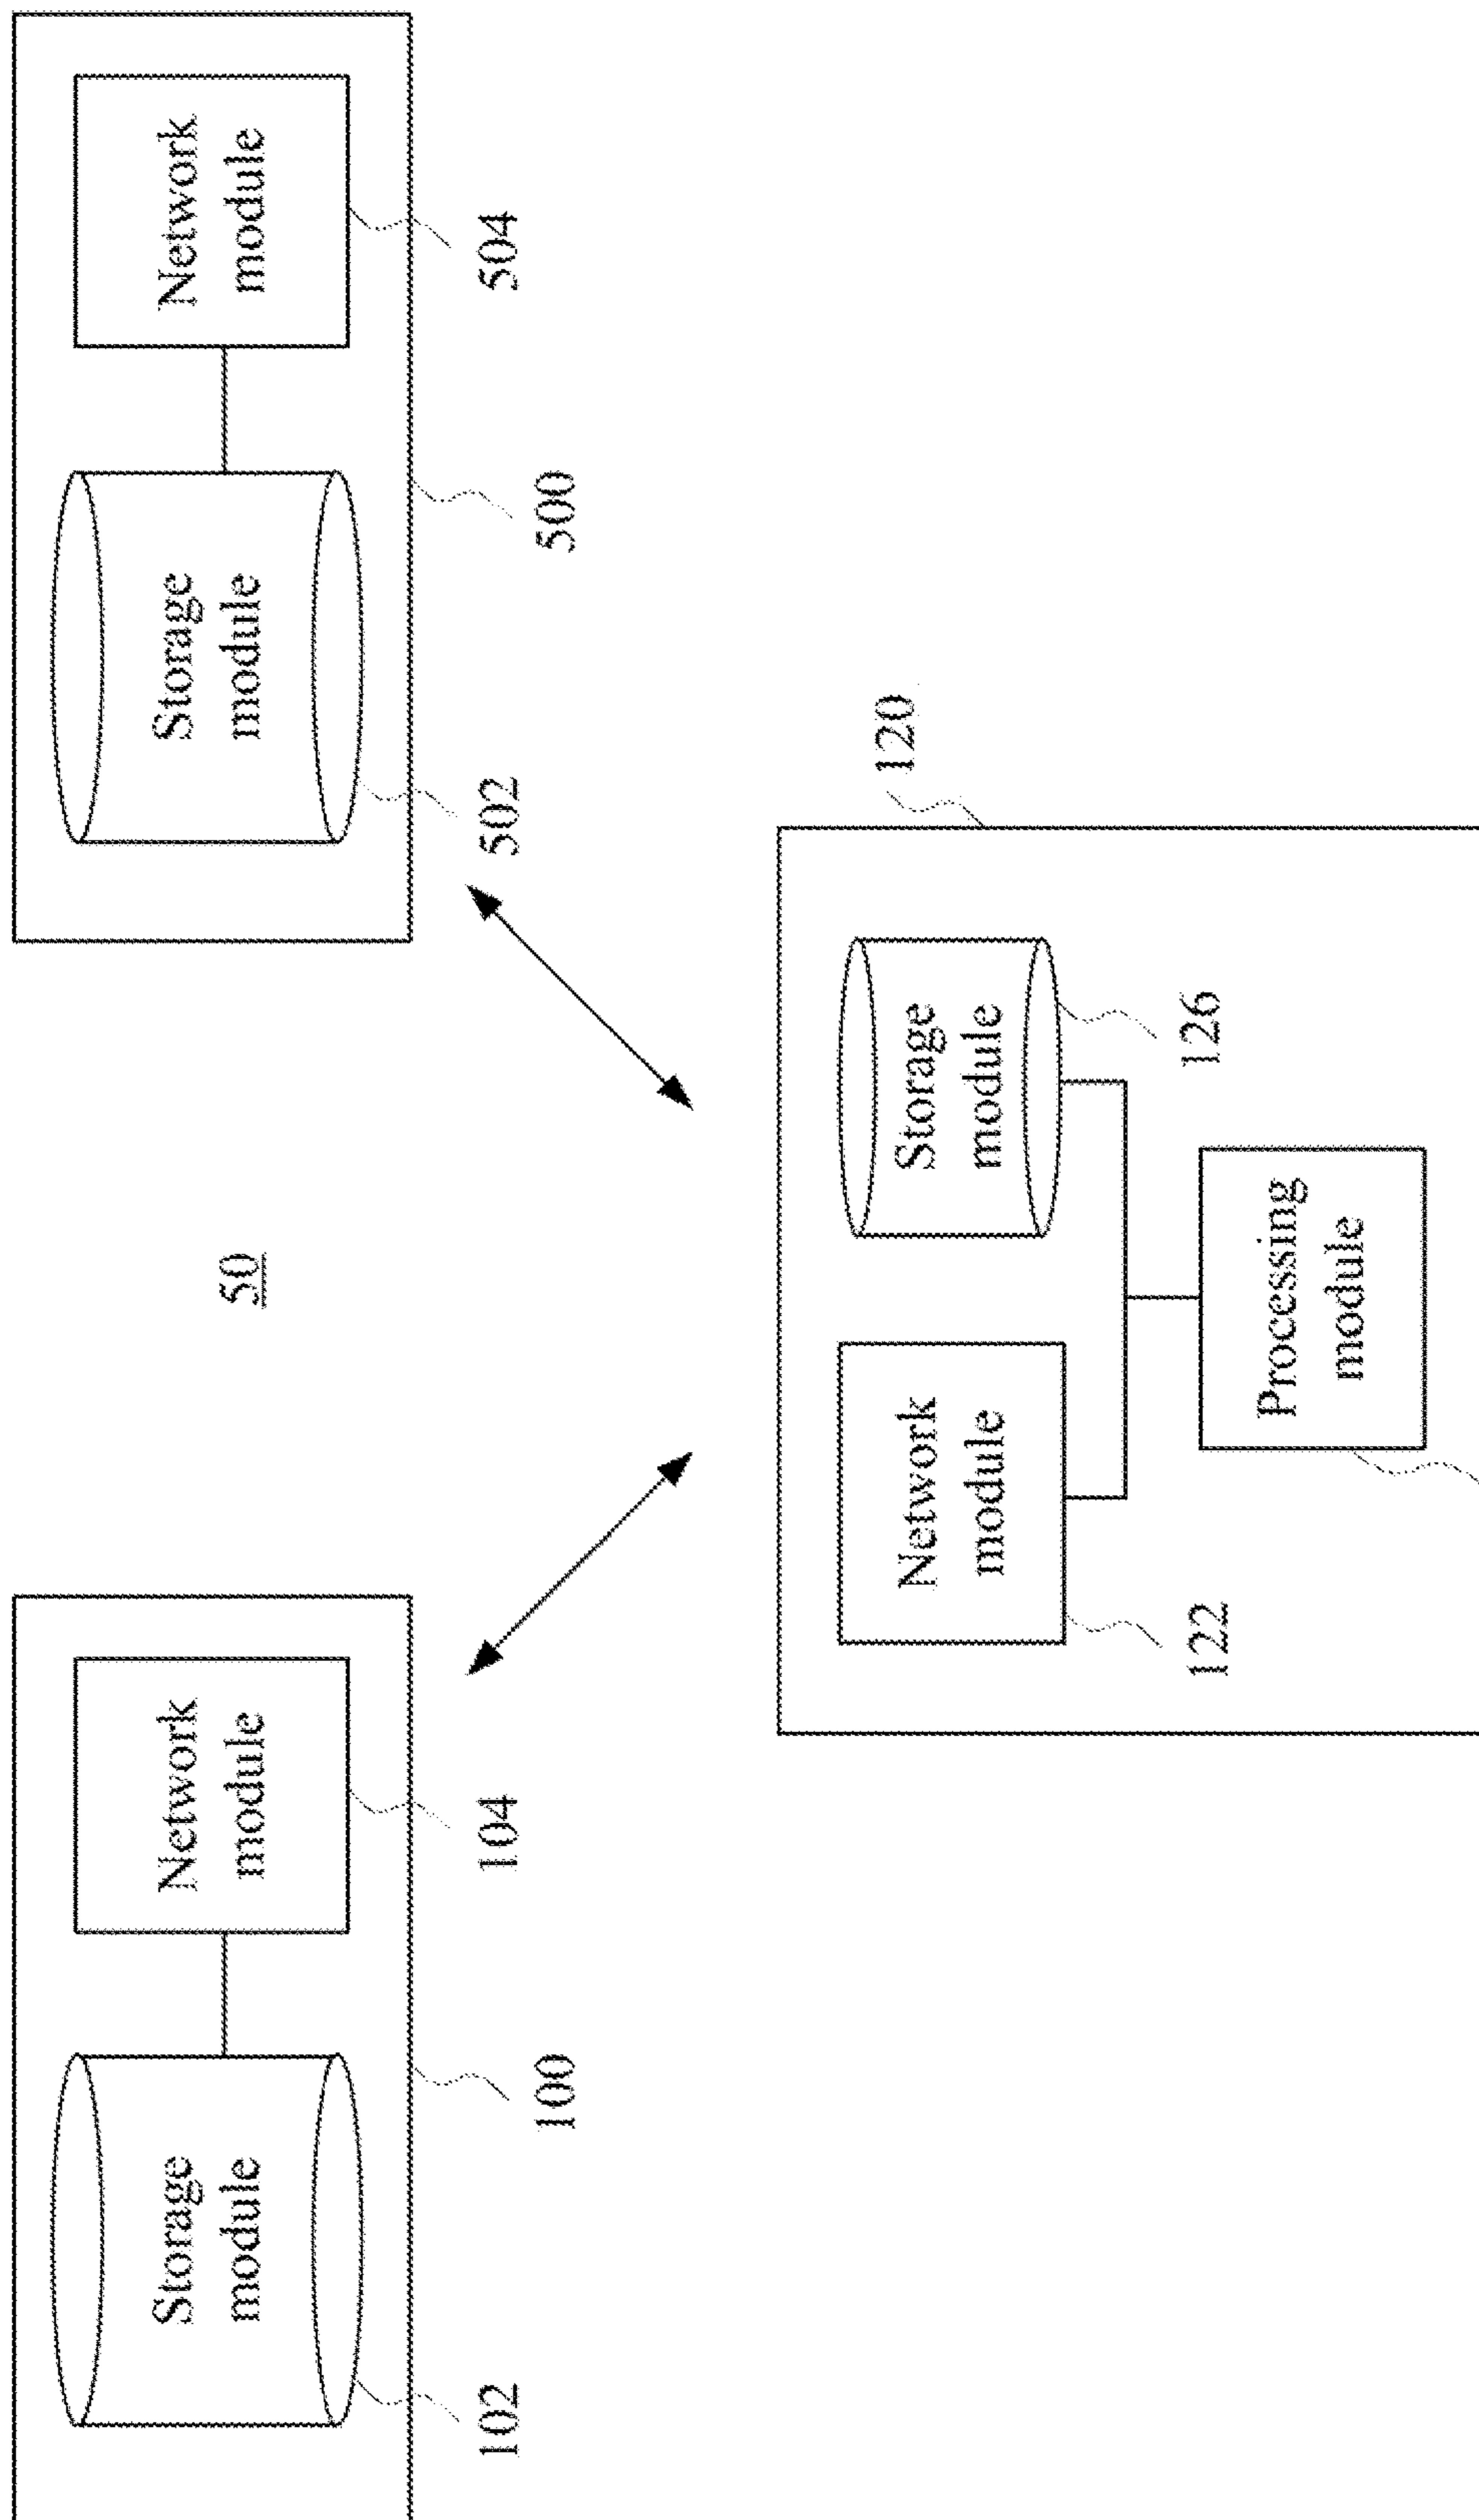 Storage
module
Network
module
102
104
100
50
Storage
module
Network
module
502
504
500
120
Network
module
Storage
module
122
126
Processing
module